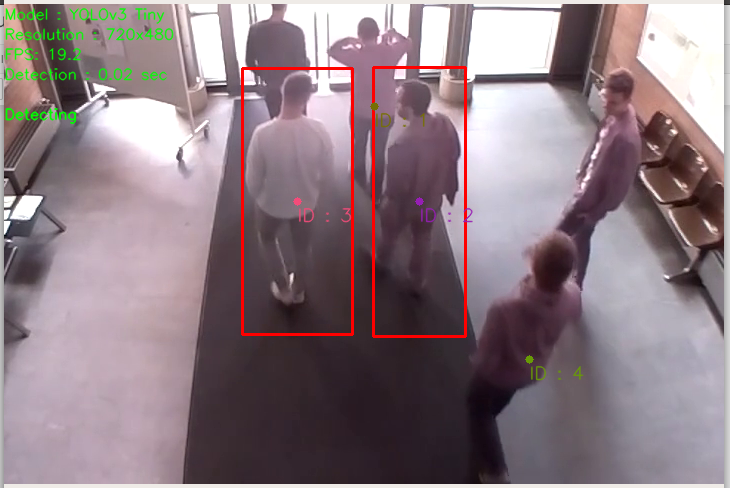 Model : YOLOv3 Tiny
Resolution : 720x480
FPS: 19.2
Detection : 0.02 sec
Detecting
ID : 3
ID : 2
ID : 4